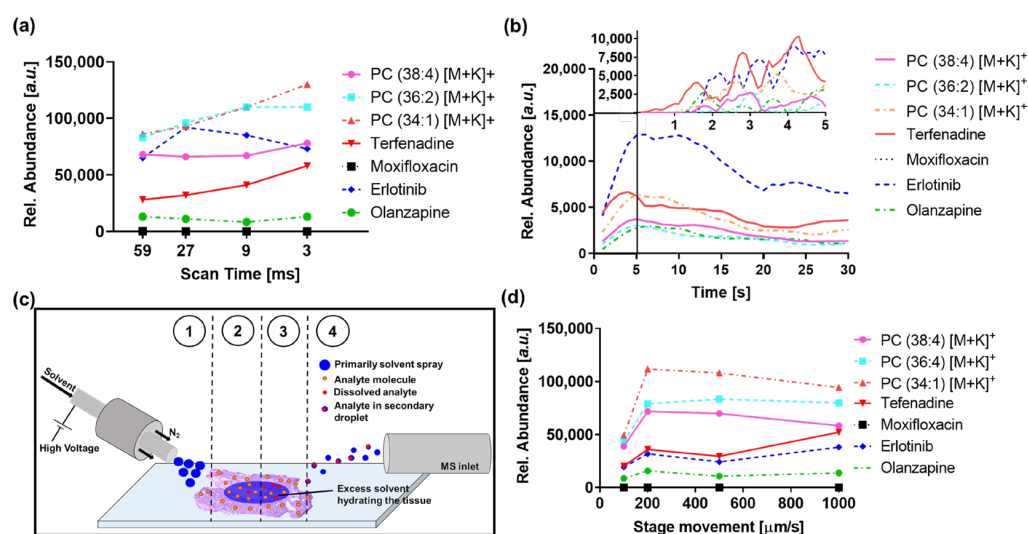 (a)
150,000
100,000
50,000
0
Rel. Abundance [a.u.]
59 27 9 3
Scan Time [ms]
PC (38:4) [M+K]+
PC (36:2) [M+K]+
PC (34:1) [M+K]+
Terfenadine
Moxifloxacin
Erlotinib
Olanzapine
(b)
20,000
15,000
10,000
5,000
0
Rel. Abundance [a.u.]
10,000
7,500
5,000
2,500
1 2 3 4 5
0 5 10 15 20 25 30
Time [s]
PC (38:4) [M+K]+
PC (36:2) [M+K]+
PC (34:1) [M+K]+
Terfenadine
Moxifloxacin
Erlotinib
Olanzapine
(c)
1 2 3 4
Primarily solvent spray
Analyte molecule
Dissolved analyte
Analyte in secondary
droplet
Solvent
N2
High Voltage
MS inlet
Excess solvent
hydrating the tissue
(d)
150,000
100,000
50,000
0
Rel. Abundance [a.u.]
0 200 400 600 800 1000
Stage movement [μm/s]
PC (38:4) [M+K]+
PC (36:4) [M+K]+
PC (34:1) [M+K]+
Tefenadine
Moxifloxacin
Erlotinib
Olanzapine